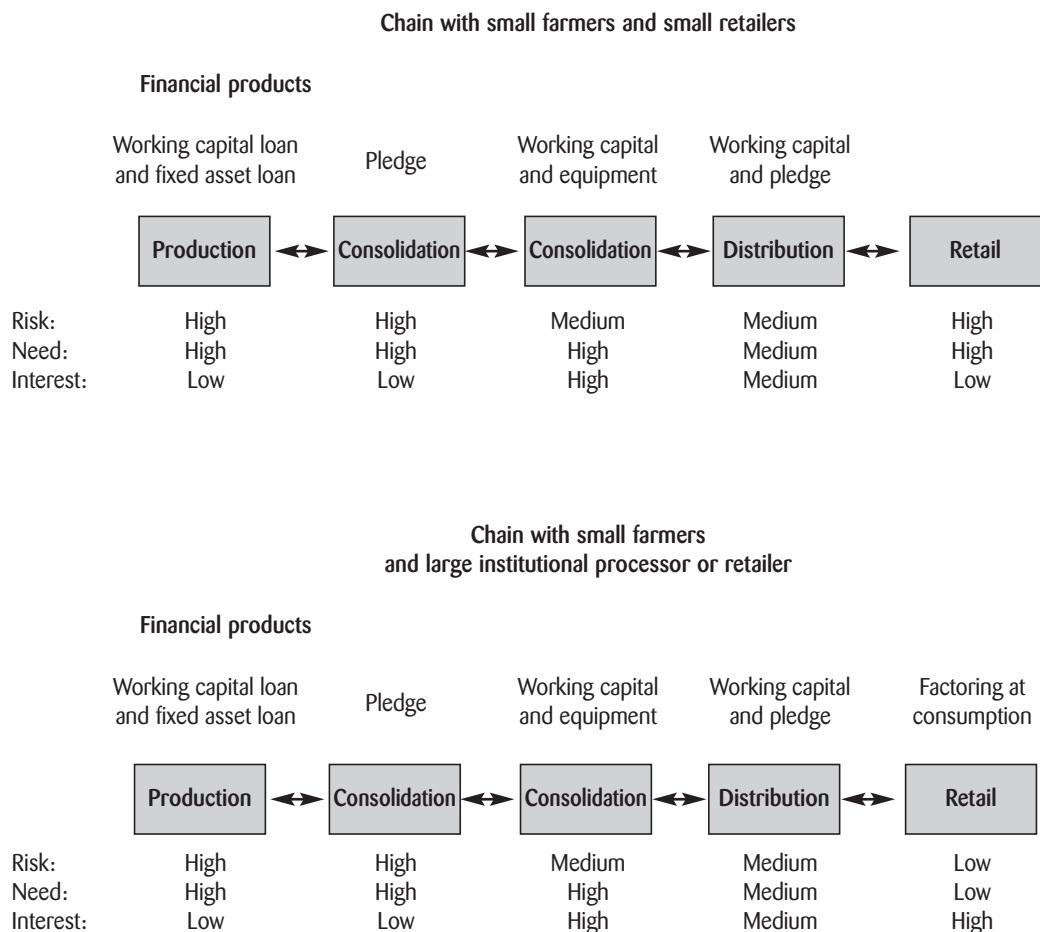 Chain with small farmers and small retailers
Financial products
Working capital loan
and fixed asset loan
Pledge
Working capital
and equipment
Working capital
and pledge
Production
Consolidation
Consolidation
Distribution
Retail
Risk: High High Medium Medium High
Need: High High High Medium High
Interest: Low Low High Medium Low
Chain with small farmers
and large institutional processor or retailer
Financial products
Working capital loan
and fixed asset loan
Pledge
Working capital
and equipment
Working capital
and pledge
Factoring at
consumption
Production
Consolidation
Consolidation
Distribution
Retail
Risk: High High Medium Medium Low
Need: High High High Medium Low
Interest: Low Low High Medium High